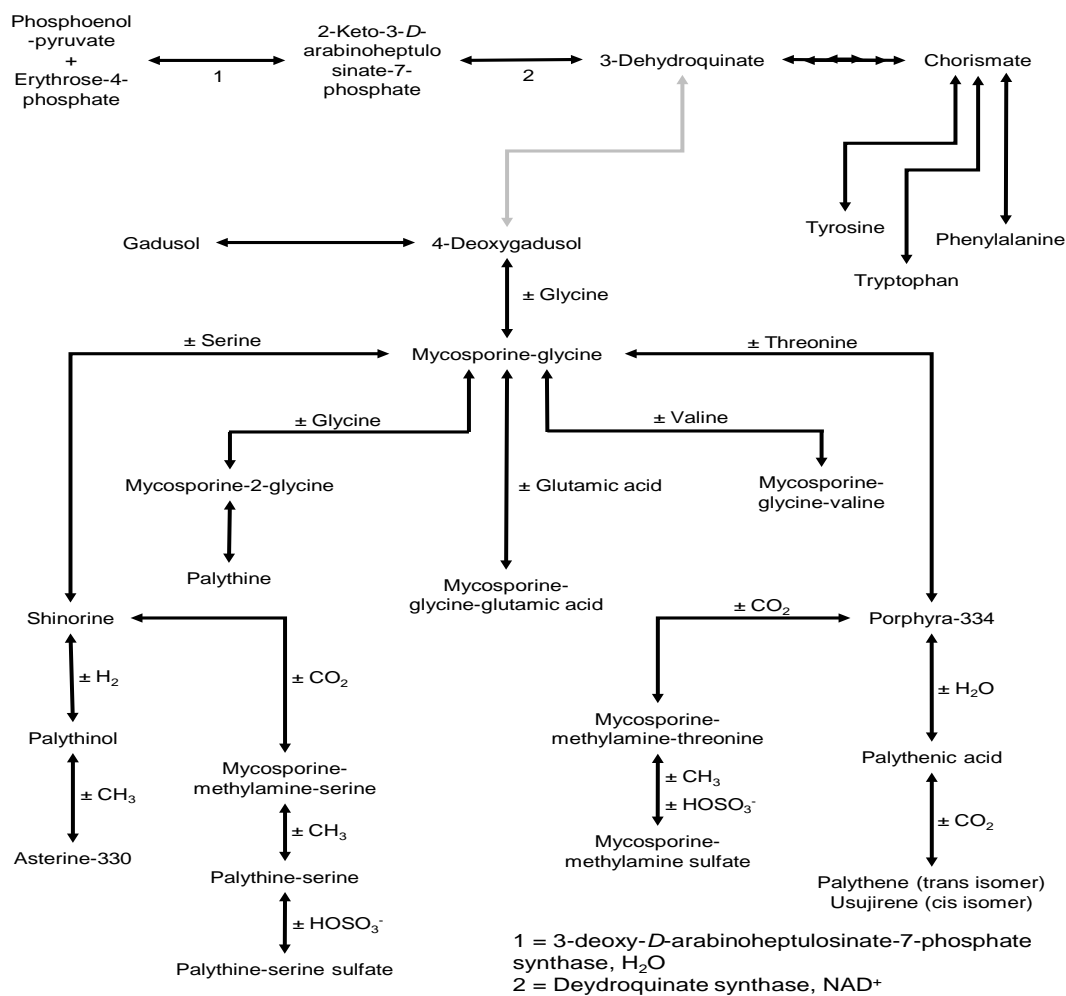 Phosphoenol
-pyruvate
+
Erythrose-4-
phosphate
1
2-Keto-3-D-
arabinoheptulo
sinate-7-
phosphate
2
3-Dehydroquinate
Chorismate
Tyrosine
Tryptophan
Phenylalanine
Gadusol
4-Deoxygadusol
± Glycine
± Serine
Mycosporine-glycine
± Threonine
± Glycine
± Valine
Mycosporine-2-glycine
± Glutamic acid
Mycosporine-
glycine-valine
Palythine
Mycosporine-
glycine-glutamic acid
Shinorine
± CO₂
Porphyra-334
± H₂
± CO₂
± H₂O
Palythinol
Mycosporine-
methylamine-threonine
Palythenic acid
± CH₃
Mycosporine-
methylamine-serine
± CH₃
± HOSO₃⁻
± CO₂
Asterine-330
± CH₃
Mycosporine-
methylamine sulfate
Palythine-serine
Palythene (trans isomer)
Usujirene (cis isomer)
± HOSO₃⁻
Palythine-serine sulfate
1 = 3-deoxy-D-arabinoheptulosinate-7-phosphate
synthase, H₂O
2 = Deydroquinate synthase, NAD⁺